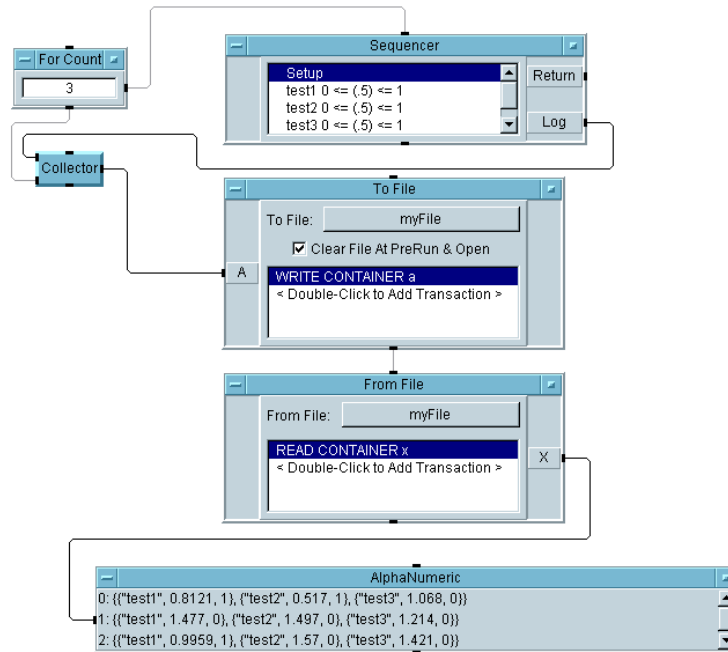 For Count
3
Sequencer
Setup
test1 0 <= (.5) <= 1
test2 0 <= (.5) <= 1
test3 0 <= (.5) <= 1
Return
Log
Collector
To File
To File:
myFile
Clear File At PreRun & Open
A
WRITE CONTAINER a
< Double-Click to Add Transaction >
From File
From File:
myFile
READ CONTAINER x
< Double-Click to Add Transaction >
X
AlphaNumeric
0: {{"test1", 0.8121, 1}, {"test2", 0.517, 1}, {"test3", 1.068, 0}}
1: {{"test1", 1.477, 0}, {"test2", 1.497, 0}, {"test3", 1.214, 0}}
2: {{"test1", 0.9959, 1}, {"test2", 1.57, 0}, {"test3", 1.421, 0}}